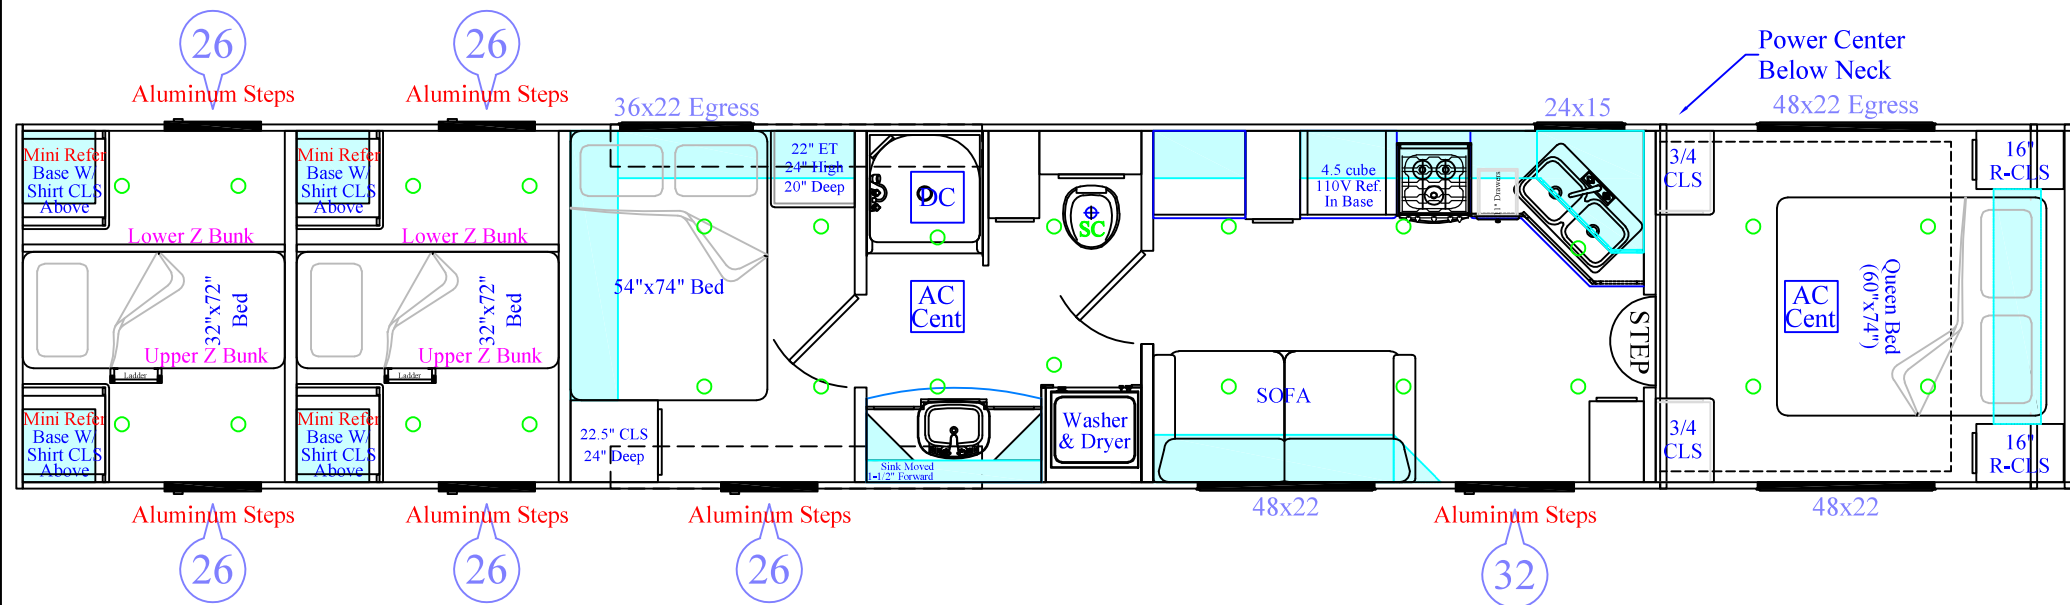 26
26
Aluminum Steps
Aluminum Steps
36x22 Egress
24x15
Power Center
Below Neck
48x22 Egress
Mini Refer
Base W/
Shirt CLS
Above
Lower Z Bunk
32"x72"
Bed
Upper Z Bunk
Ladder
Mini Refer
Base W/
Shirt CLS
Above
Mini Refer
Base W/
Shirt CLS
Above
Lower Z Bunk
32"x72"
Bed
Upper Z Bunk
Ladder
Mini Refer
Base W/
Shirt CLS
Above
22" ET
24" High
20" Deep
54"x74" Bed
22.5" CLS
24" Deep
DC
SC
AC
Cent
Sink Moved
1-1/2" Forward
Washer
& Dryer
4.5 cube
110V Ref.
In Base
SOFA
STEP
3/4
CLS
3/4
CLS
AC
Cent
Queen Bed
(60"x74")
16"
R-CLS
16"
R-CLS
Aluminum Steps
Aluminum Steps
Aluminum Steps
48x22
Aluminum Steps
48x22
26
26
26
32